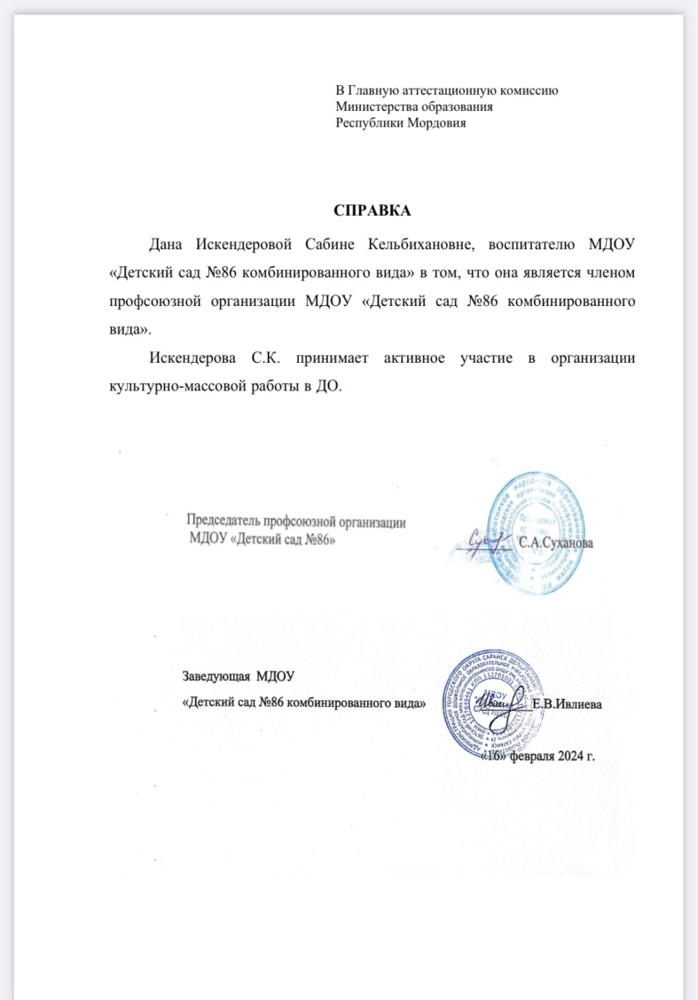 В Главную аттестационную комиссию
Министерства образования
Республики Мордовия
СПРАВКА
Дана Искендеровой Сабине Кельбихановне, воспитателю МДОУ
«Детский сад №86 комбинированного вида» в том, что она является членом
профсоюзной организации МДОУ «Детский сад №86 комбинированного
вида».
Искендерова С.К. принимает активное участие в организации
культурно-массовой работы в ДО.
Председатель профсоюзной организации
МДОУ «Детский сад №86»
С.А.Суханова
Заведующая МДОУ
«Детский сад №86 комбинированного вида»
Е.В.Ивлиева
«16» февраля 2024 г.